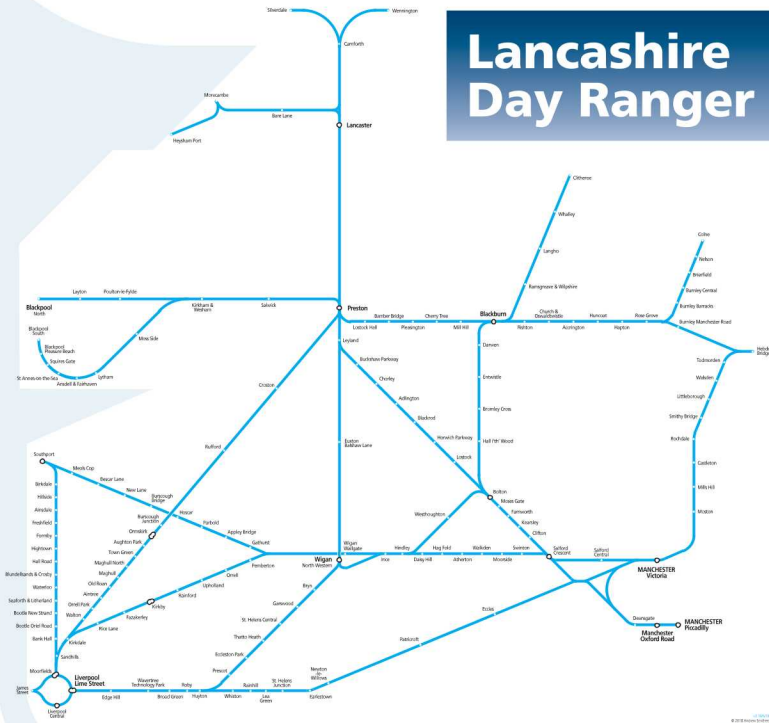 Lancashire
Day Ranger
Silverdale
Wennington
Carnforth
Morecambe
Bare Lane
Heysham Port
Lancaster
Clitheroe
Whalley
Langho
Ramsgreave & Wilpshire
Colne
Nelson
Brierfield
Burnley Central
Burnley Barracks
Burnley Manchester Road
Layton
Poulton-le-Fylde
Blackpool
North
Kirkham &
Wesham
Salwick
Preston
Lostock Hall
Bamber Bridge
Pleasington
Cherry Tree
Mill Hill
Blackburn
Rishton
Church &
Oswaldtwistle
Accrington
Huncoat
Hapton
Rose Grove
Blackpool
South
Blackpool
Pleasure Beach
Squires Gate
St Annes-on-the-Sea
Ansdell & Fairhaven
Lytham
Moss Side
Leyland
Buckshaw Parkway
Chorley
Adlington
Blackrod
Horwich Parkway
Lostock
Darwen
Entwistle
Bromley Cross
Hall i'th' Wood
Todmorden
Walsden
Littleborough
Smithy Bridge
Rochdale
Castleton
Mills Hill
Moston
Croston
Rufford
Euxton
Balshaw Lane
Southport
Meols Cop
Bescar Lane
New Lane
Burscough
Bridge
Hoscar
Parbold
Appley Bridge
Gathurst
Birkdale
Hillside
Ainsdale
Freshfield
Formby
Hightown
Hall Road
Blundellsands & Crosby
Waterloo
Seaforth & Litherland
Bootle New Strand
Bootle Oriel Road
Bank Hall
Burscough
Junction
Ormskirk
Aughton Park
Town Green
Maghull North
Maghull
Old Roan
Aintree
Orrell Park
Walton
Kirkdale
Sandhills
Rice Lane
Fazakerley
Kirkby
Rainford
Upholland
Orrell
Pemberton
Wigan
Wallgate
Wigan
North Western
Ince
Hindley
Westhoughton
Daisy Hill
Hag Fold
Atherton
Walkden
Moorside
Swinton
Bolton
Moses Gate
Farnworth
Kearsley
Clifton
Salford
Crescent
Salford
Central
MANCHESTER
Victoria
Deansgate
Manchester
Oxford Road
MANCHESTER
Piccadilly
Bryn
Garswood
St. Helens Central
Thatto Heath
Eccleston Park
Prescot
Eccles
Patricroft
Newton
-le-
Willows
Earlestown
St. Helens
Junction
Lea
Green
Rainhill
Whiston
Huyton
Roby
Broad Green
Wavertree
Technology Park
Edge Hill
Liverpool
Lime Street
Moorfields
James
Street
Liverpool
Central